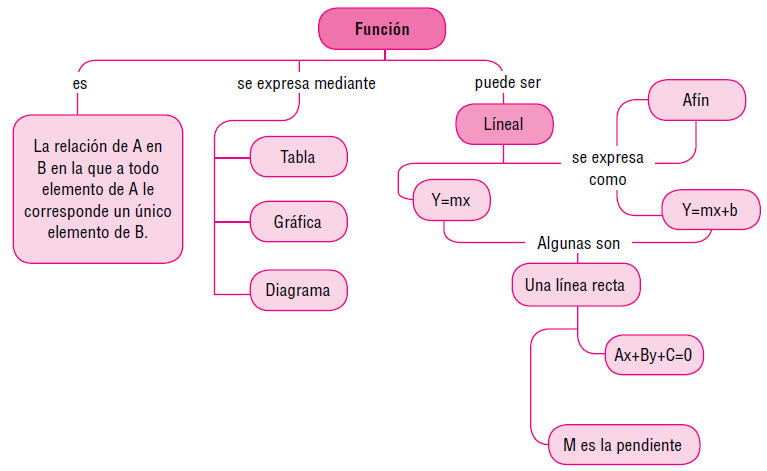 Función
es
se expresa mediante
puede ser
La relación de A en
B en la que a todo
elemento de A le
corresponde un único
elemento de B.
Tabla
Gráfica
Diagrama
Líneal
Afín
se expresa
como
Y=mx
Y=mx+b
Algunas son
Una línea recta
Ax+By+C=0
M es la pendiente